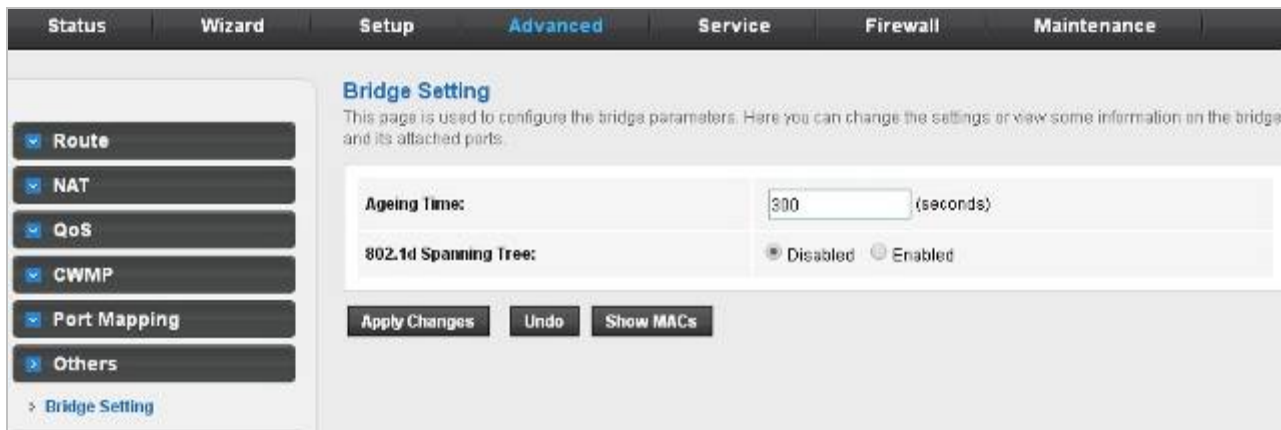 Status Wizard Setup Advanced Service Firewall Maintenance
Route
NAT
QoS
CWMP
Port Mapping
Others
Bridge Setting
Bridge Setting
This page is used to configure the bridge parameters. Here you can change the settings or view some information on the bridge
and its attached ports.
Ageing Time: 300 (seconds)
802.1d Spanning Tree: Disabled Enabled
Apply Changes Undo Show MACs